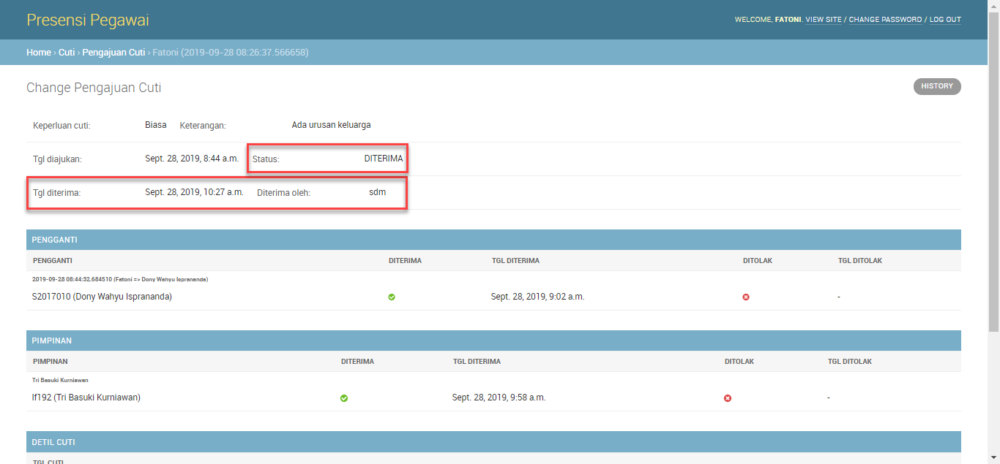 Presensi Pegawai
WELCOME, FATONI. VIEW SITE / CHANGE PASSWORD / LOG OUT
Home › Cuti › Pengajuan Cuti › Fatoni (2019-09-28 08:26:37.566658)
Change Pengajuan Cuti
HISTORY
Keperluan cuti: Biasa Keterangan: Ada urusan keluarga
Tgl diajukan: Sept. 28, 2019, 8:44 a.m. Status: DITERIMA
Tgl diterima: Sept. 28, 2019, 10:27 a.m. Diterima oleh: sdm
PENGGANTI
PENGGANTI DITERIMA TGL DITERIMA DITOLAK TGL DITOLAK
2019-09-28 08:44:32.684510 (Fatoni => Dony Wahyu Isprananda)
S2017010 (Dony Wahyu Isprananda) Sept. 28, 2019, 9:02 a.m. -
PIMPINAN
PIMPINAN DITERIMA TGL DITERIMA DITOLAK TGL DITOLAK
Tri Basuki Kurniawan
If192 (Tri Basuki Kurniawan) Sept. 28, 2019, 9:58 a.m. -
DETIL CUTI
TGL CUTI